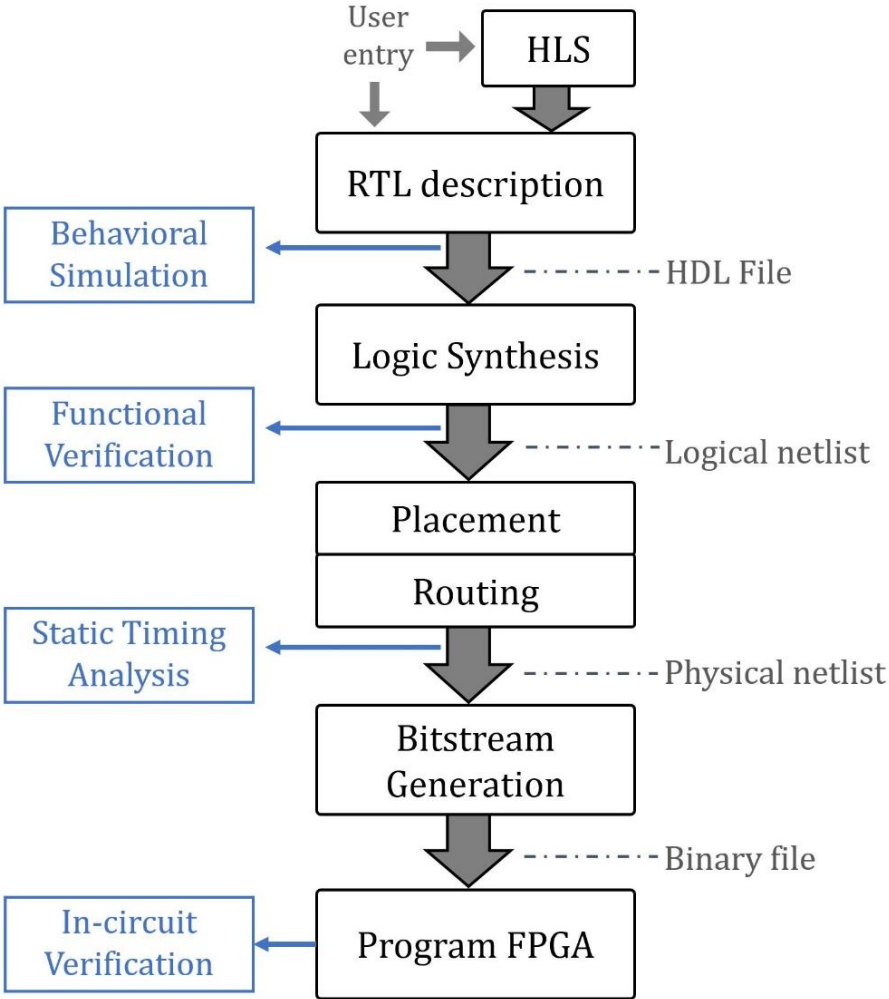 User
entry
HLS
RTL description
Behavioral
Simulation
HDL File
Logic Synthesis
Functional
Verification
Logical netlist
Placement
Routing
Static Timing
Analysis
Physical netlist
Bitstream
Generation
Binary file
In-circuit
Verification
Program FPGA